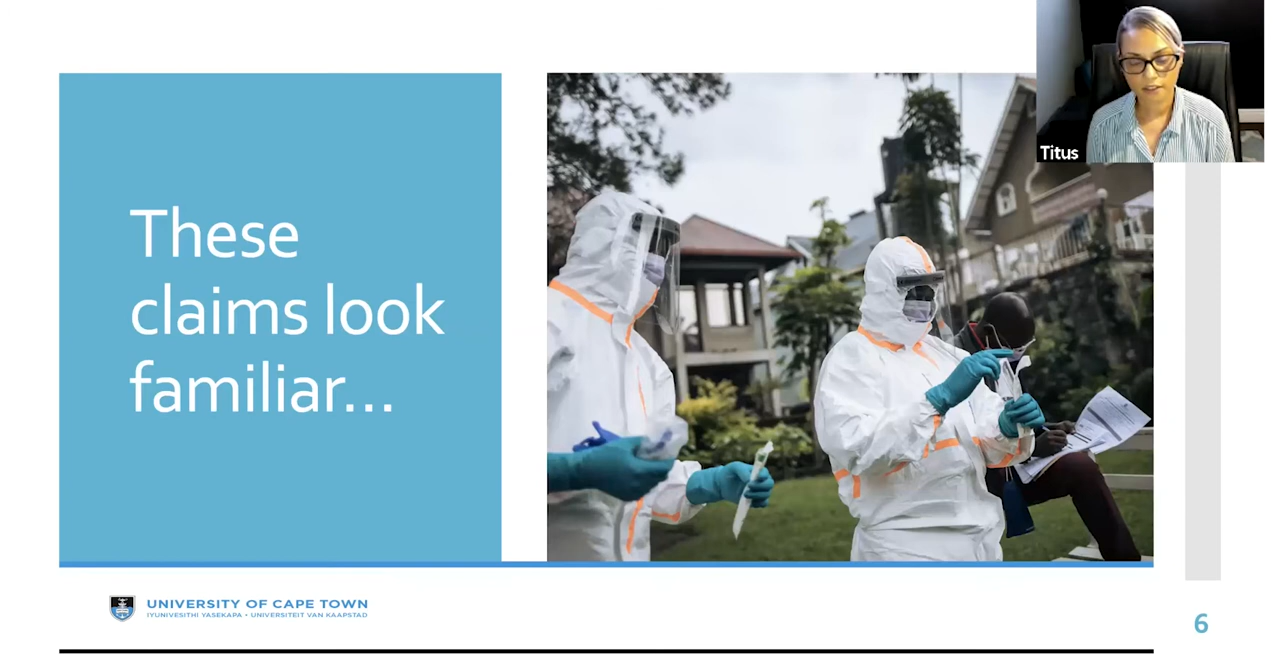 Titus
These
claims look
familiar...
UNIVERSITY OF CAPE TOWN
IYUNIVESITHI YASEKAPA • UNIVERSITEIT VAN KAAPSTAD
6